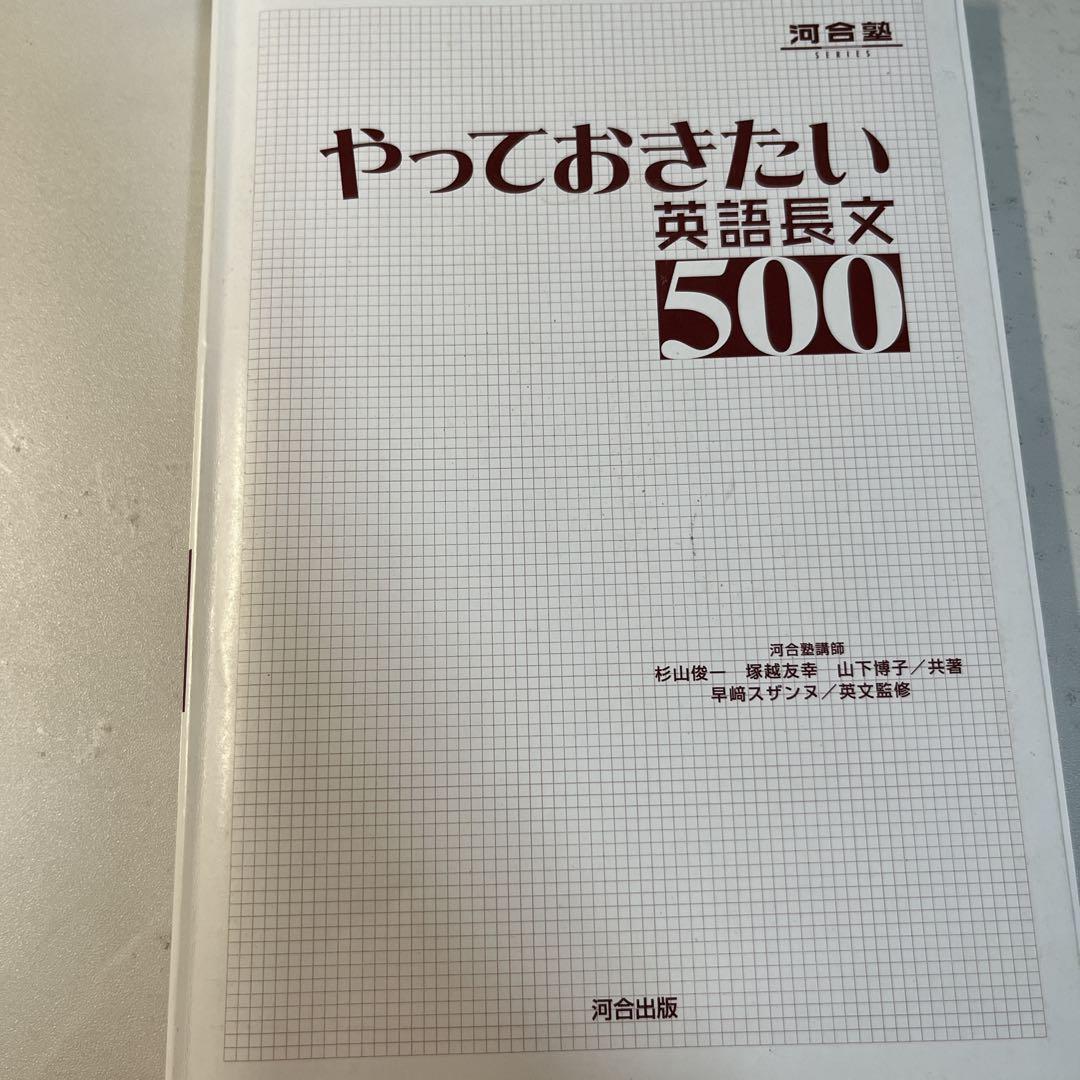 河合塾
SERIES
やっておきたい
英語長文
500
河合塾講師
杉山俊一 塚越友幸 山下博子/共著
早﨑スザンヌ/英文監修
河合出版